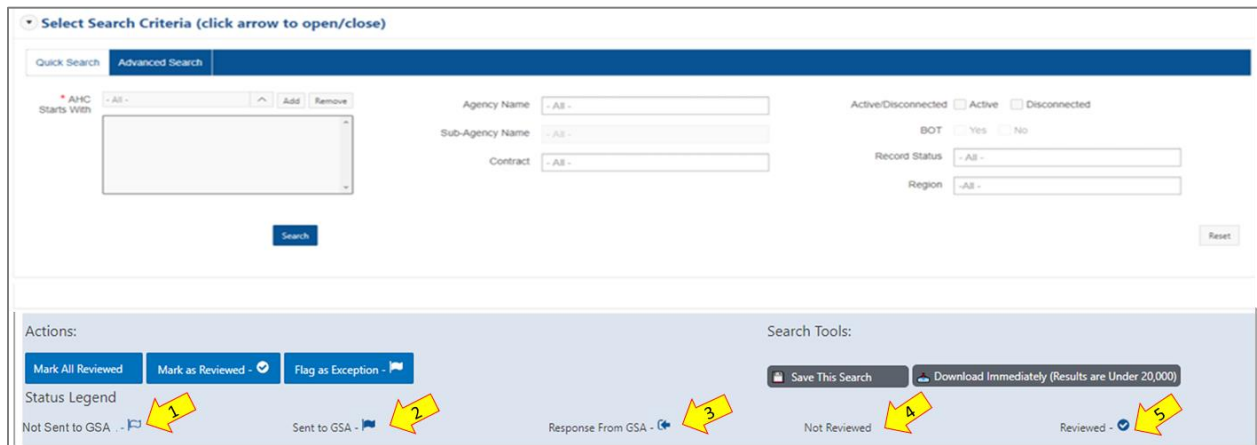 Select Search Criteria (click arrow to open/close)
Quick Search Advanced Search
* AHC Starts With - All - Add Remove
Agency Name - All -
Sub-Agency Name - All -
Contract - All -
Active/Disconnected Active Disconnected
BOT Yes No
Record Status - All -
Region -All -
Search
Reset
Actions:
Search Tools:
Mark All Reviewed Mark as Reviewed - Flag as Exception -
Save This Search Download Immediately (Results are Under 20,000)
Status Legend
Not Sent to GSA . - 1 Sent to GSA - 2 Response From GSA - 3 Not Reviewed 4 Reviewed - 5